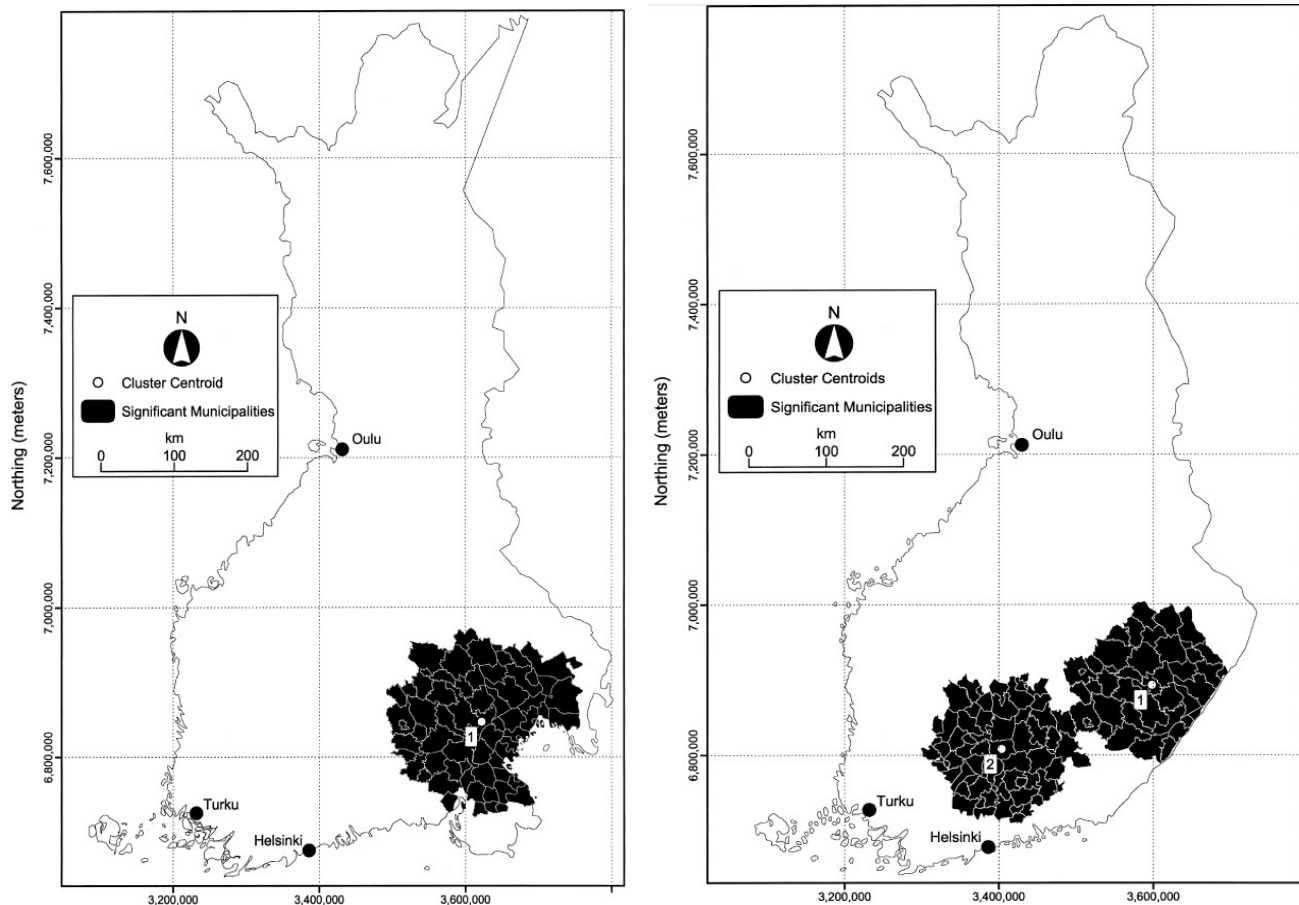 Northing (meters)
7,600,000
7,400,000
7,200,000
7,000,000
6,800,000
N
Cluster Centroid
Significant Municipalities
km
0 100 200
Oulu
1
Turku
Helsinki
3,200,000 3,400,000 3,600,000
Northing (meters)
7,600,000
7,400,000
7,200,000
7,000,000
6,800,000
N
Cluster Centroids
Significant Municipalities
km
0 100 200
Oulu
1
2
Turku
Helsinki
3,200,000 3,400,000 3,600,000